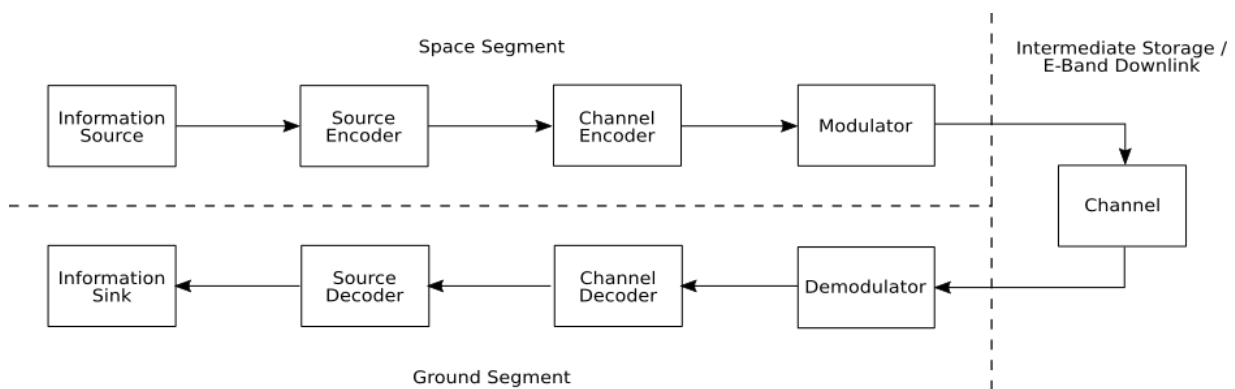 Space Segment
Intermediate Storage /
E-Band Downlink
Information
Source
Source
Encoder
Channel
Encoder
Modulator
Channel
Information
Sink
Source
Decoder
Channel
Decoder
Demodulator
Ground Segment